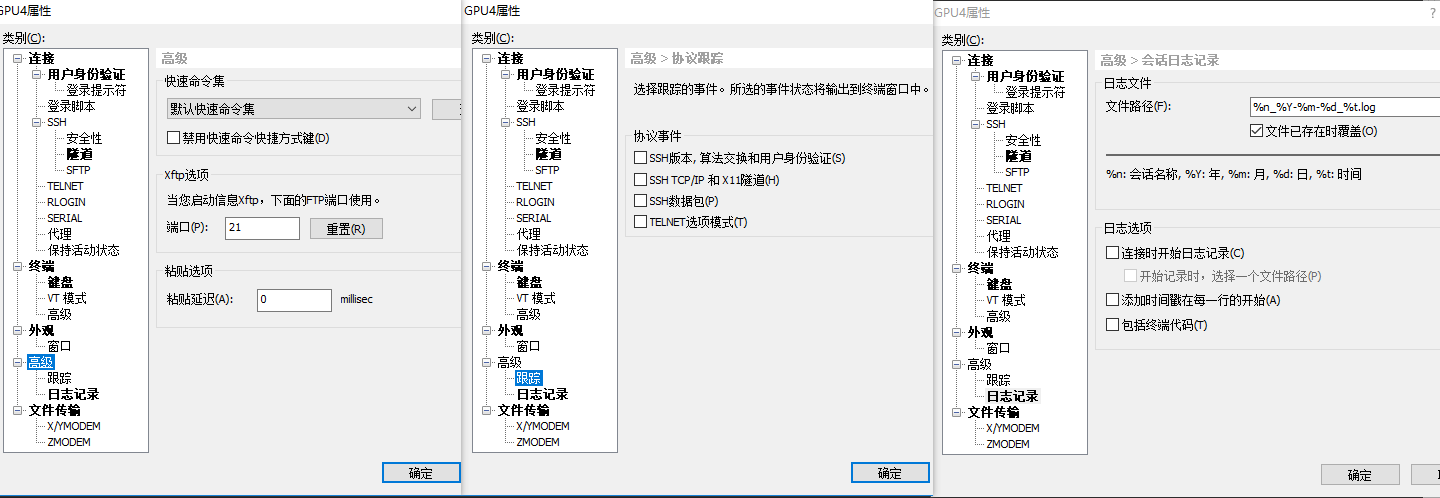 GPU4属性
类别(C):
连接
用户身份验证
登录提示符
登录脚本
SSH
安全性
隧道
SFTP
TELNET
RLOGIN
SERIAL
代理
保持活动状态
终端
键盘
VT 模式
高级
外观
窗口
高级
跟踪
日志记录
文件传输
X/YMODEM
ZMODEM
高级
快速命令集
默认快速命令集
禁用快速命令快捷方式键(D)
Xftp选项
当您启动信息Xftp，下面的FTP端口使用。
端口(P):
21
重置(R)
粘贴选项
粘贴延迟(A):
0
millisec
确定
GPU4属性
类别(C):
连接
用户身份验证
登录提示符
登录脚本
SSH
安全性
隧道
SFTP
TELNET
RLOGIN
SERIAL
代理
保持活动状态
终端
键盘
VT 模式
高级
外观
窗口
高级
跟踪
日志记录
文件传输
X/YMODEM
ZMODEM
高级 > 协议跟踪
选择跟踪的事件。所选的事件状态将输出到终端窗口中。
协议事件
SSH版本, 算法交换和用户身份验证(S)
SSH TCP/IP 和 X11隧道(H)
SSH数据包(P)
TELNET选项模式(T)
确定
GPU4属性
?
类别(C):
连接
用户身份验证
登录提示符
登录脚本
SSH
安全性
隧道
SFTP
TELNET
RLOGIN
SERIAL
代理
保持活动状态
终端
键盘
VT 模式
高级
外观
窗口
高级
跟踪
日志记录
文件传输
X/YMODEM
ZMODEM
高级 > 会话日志记录
日志文件
文件路径(F):
%n_%Y-%m-%d_%t.log
文件已存在时覆盖(O)
%n: 会话名称, %Y: 年, %m: 月, %d: 日, %t: 时间
日志选项
连接时开始日志记录(C)
开始记录时，选择一个文件路径(P)
添加时间戳在每一行的开始(A)
包括终端代码(T)
确定